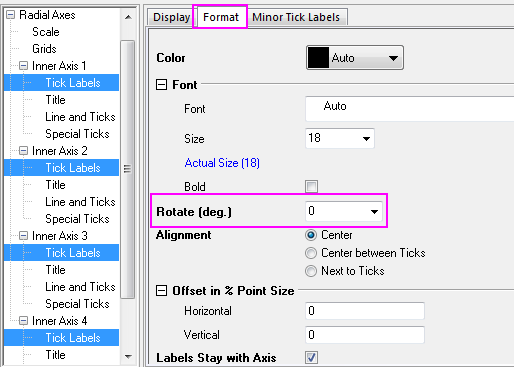 Radial Axes
Scale
Grids
Inner Axis 1
Tick Labels
Title
Line and Ticks
Special Ticks
Inner Axis 2
Tick Labels
Title
Line and Ticks
Special Ticks
Inner Axis 3
Tick Labels
Title
Line and Ticks
Special Ticks
Inner Axis 4
Tick Labels
Title
Display Format Minor Tick Labels
Color Auto
Font
Font Auto
Size 18
Actual Size (18)
Bold
Rotate (deg.) 0
Alignment Center
Center between Ticks
Next to Ticks
Offset in % Point Size
Horizontal 0
Vertical 0
Labels Stay with Axis